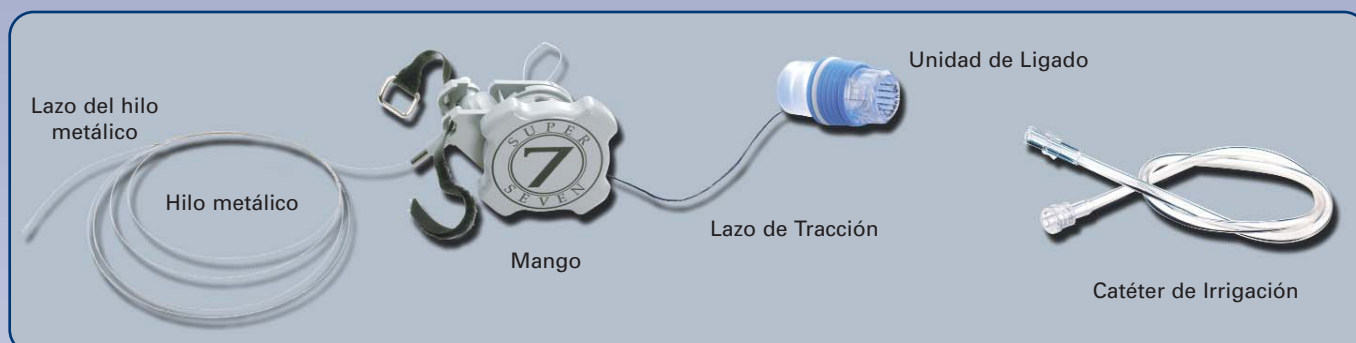 Lazo del hilo
metálico
Hilo metálico
SUPER
7
SEVEN
Mango
Lazo de Tracción
Unidad de Ligado
Catéter de Irrigación